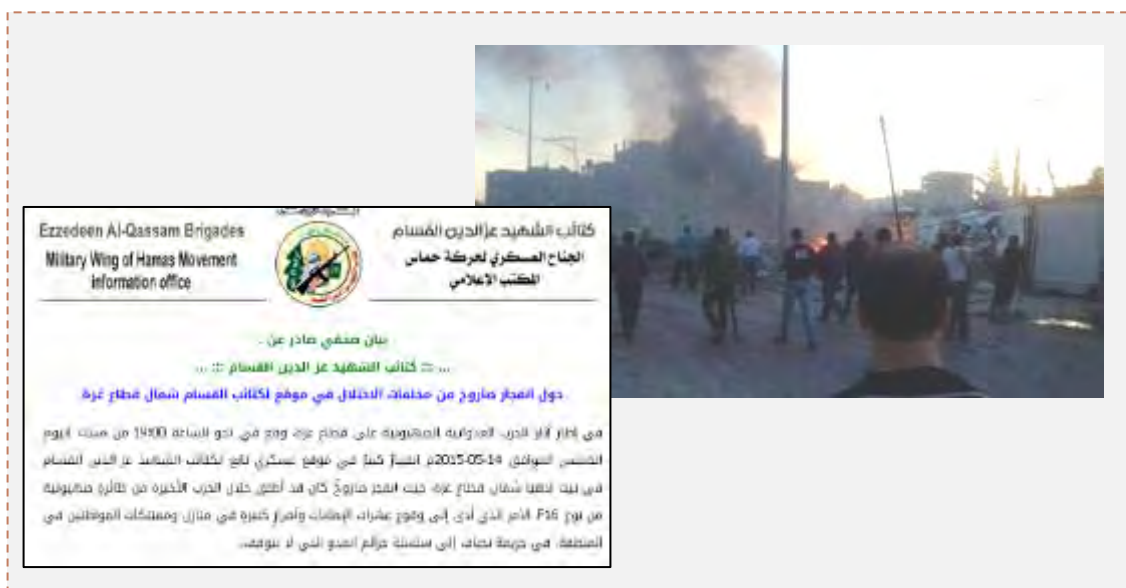 Ezzedeen Al-Qassam Brigades
Military Wing of Hamas Movement
information office
كتائب الشهيد عز الدين القسام
الجناح العسكري لحركة حماس
المكتب الإعلامي
بيان صحفي صادر عن .
... ::: كتائب الشهيد عز الدين القسام ::: ...
حول انفجار صاروخ من مخلفات الاحتلال في موقع لكتائب القسام شمال قطاع غزة
في إطار آثار الحرب العدوانية الصهيونية على قطاع غزة، وقع في نحو الساعة 19:00 من مساء اليوم
الخميس الموافق 14-05-2015م انفجارٌ كبيرٌ في موقع عسكري تابع لكتائب الشهيد عز الدين القسام
في بيت لاهيا شمال قطاع غزة، حيث انفجر صاروخٌ كان قد أطلق خلال الحرب الأخيرة من طائرة صهيونية
من نوع F16 الأمر الذي أدى إلى وقوع عشرات الإصابات وأضرار كبيرة في منازل وممتلكات المواطنين في
المنطقة، في جريمة تضاف إلى سلسلة جرائم العدو التي لا تتوقف.